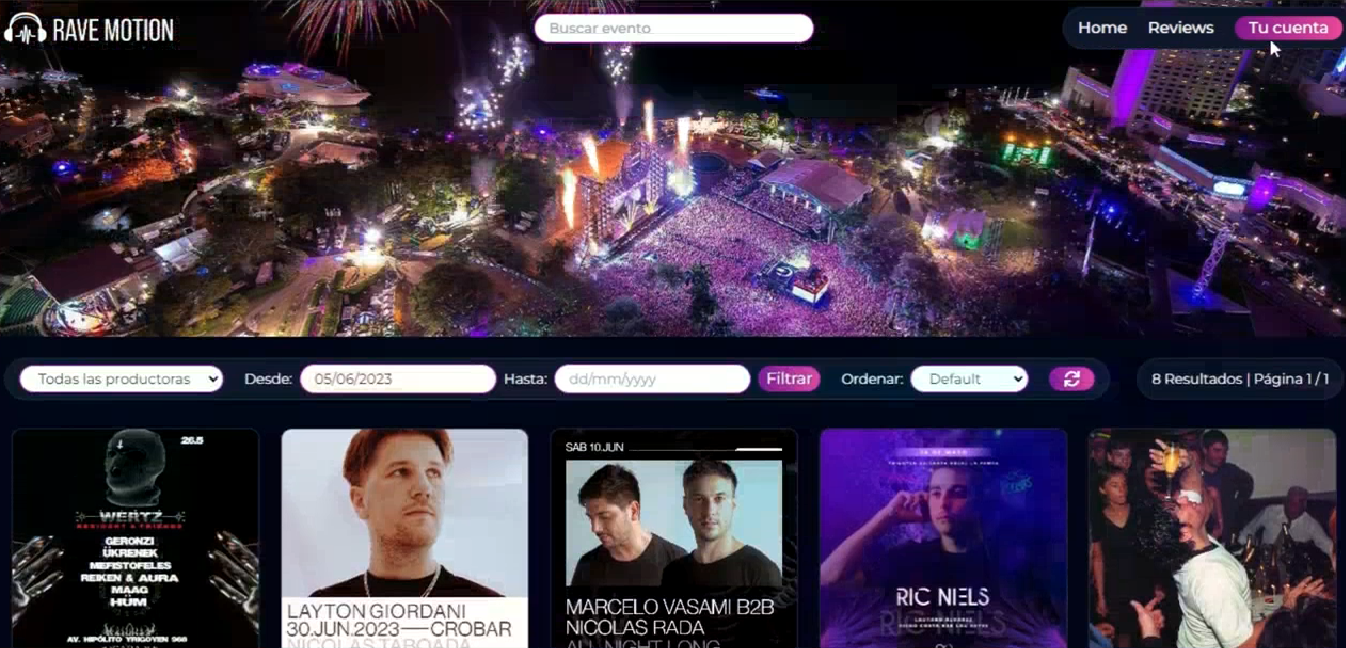 RAVE MOTION
Buscar evento
Home
Reviews
Tu cuenta
Todas las productoras
Desde:
05/06/2023
Hasta:
dd/mm/yyyy
Filtrar
Ordenar:
Default
8 Resultados | Página 1 / 1
26.5
WERTZ
RESIDENT & FRIENDS
GERONZI
ÜKRENEK
MEFISTOFELES
REIKEN & AURA
MAAG
HÜM
AV. HIPÓLITO YRIGOYEN 968
LAYTON GIORDANI
30.JUN.2023—CROBAR
NICOLAS TABOADA
SAB 10.JUN
MARCELO VASAMI B2B
NICOLAS RADA
ALL NIGHT LONG
RIC NIELS